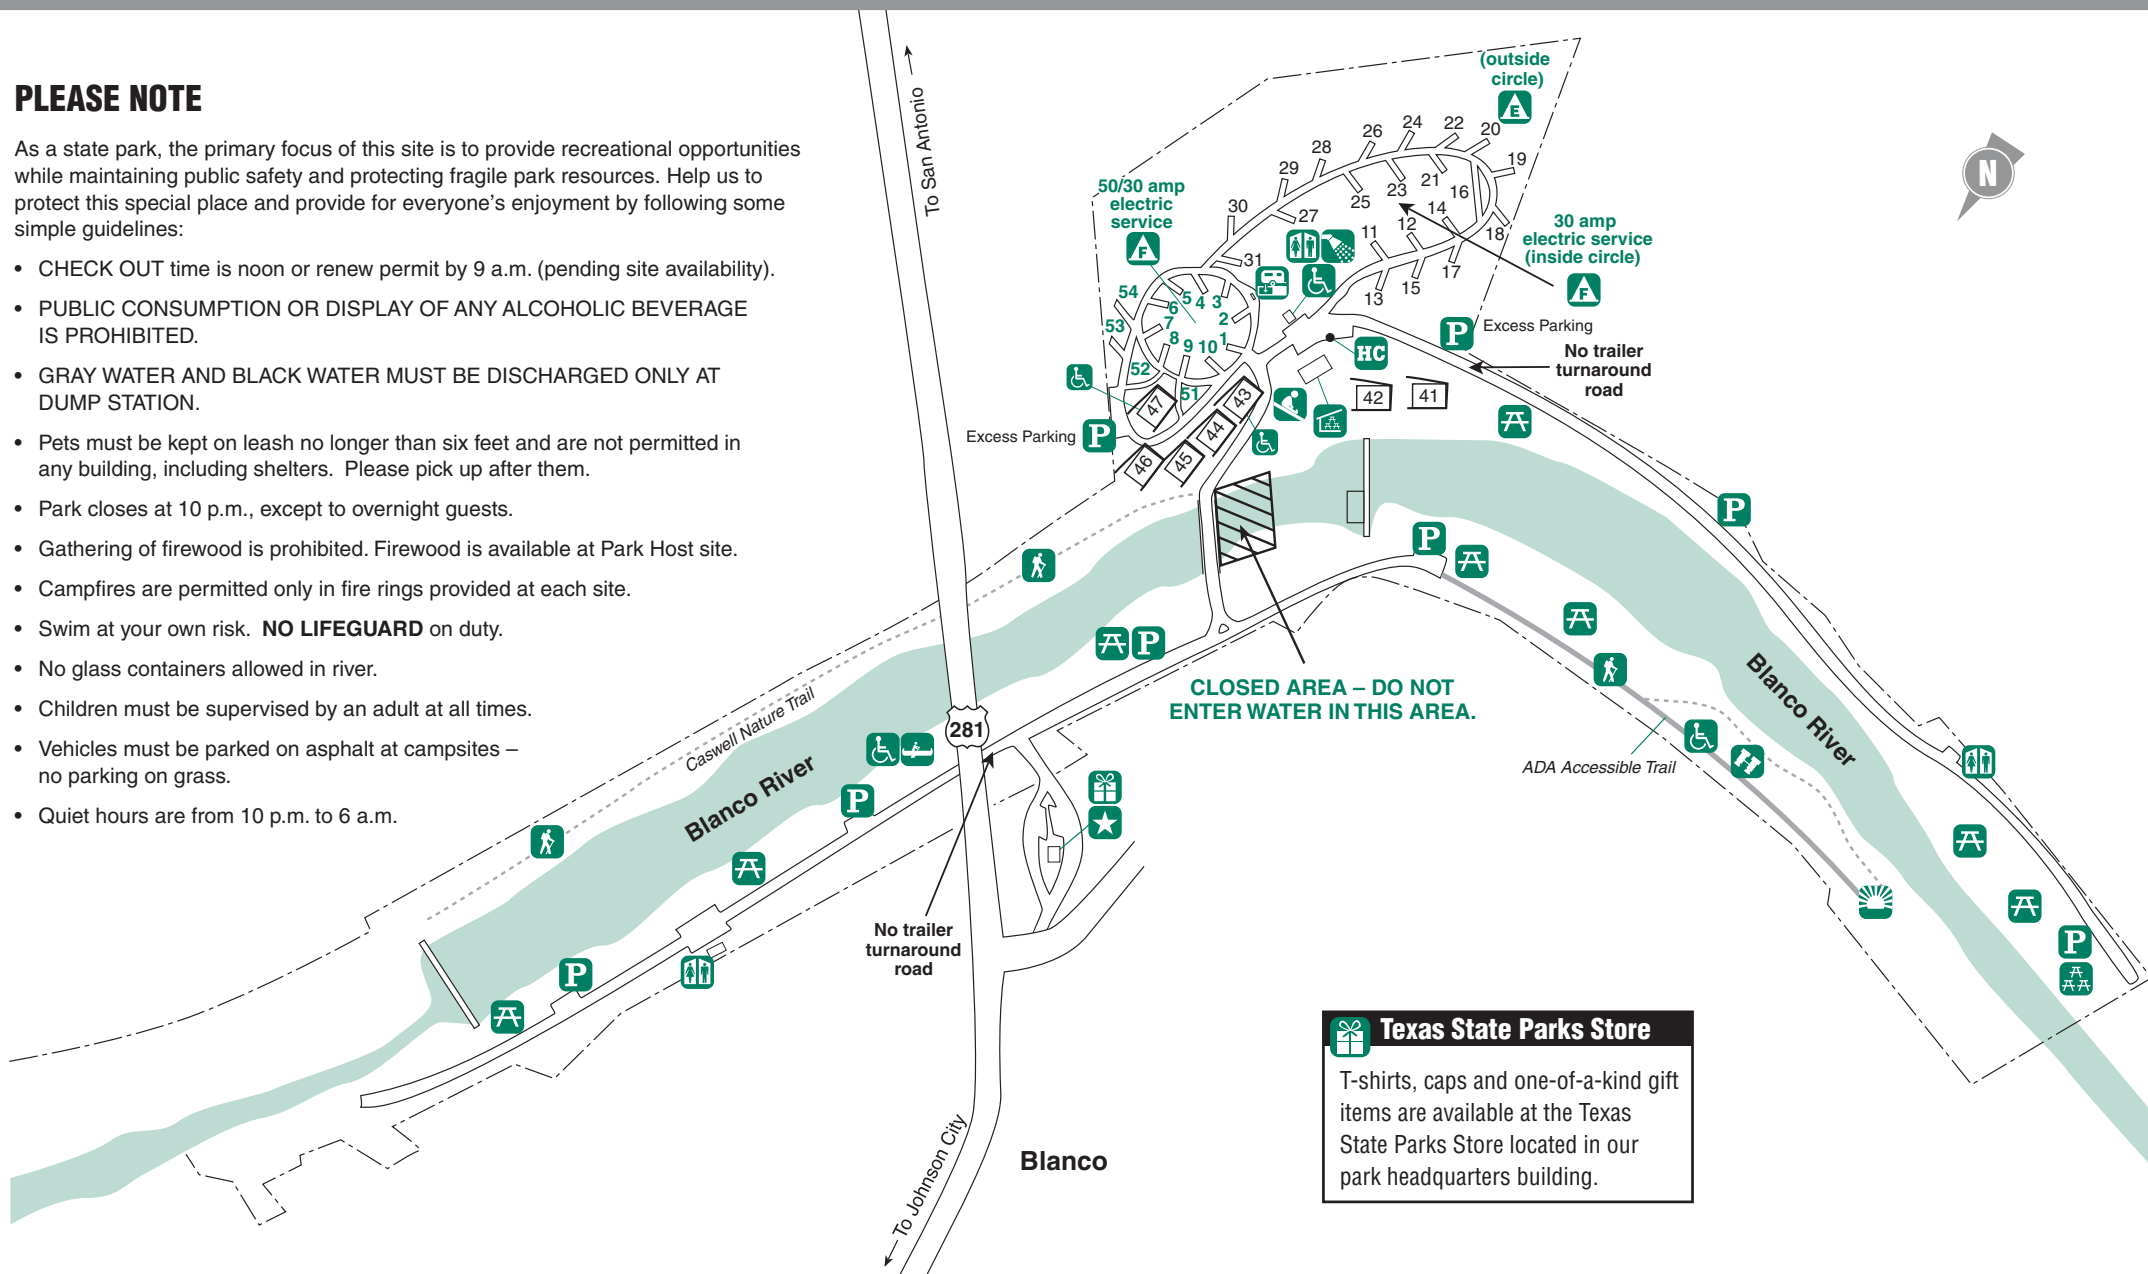 PLEASE NOTE
As a state park, the primary focus of this site is to provide recreational opportunities
while maintaining public safety and protecting fragile park resources. Help us to
protect this special place and provide for everyone's enjoyment by following some
simple guidelines:
• CHECK OUT time is noon or renew permit by 9 a.m. (pending site availability).
• PUBLIC CONSUMPTION OR DISPLAY OF ANY ALCOHOLIC BEVERAGE
IS PROHIBITED.
• GRAY WATER AND BLACK WATER MUST BE DISCHARGED ONLY AT
DUMP STATION.
• Pets must be kept on leash no longer than six feet and are not permitted in
any building, including shelters. Please pick up after them.
• Park closes at 10 p.m., except to overnight guests.
• Gathering of firewood is prohibited. Firewood is available at Park Host site.
• Campfires are permitted only in fire rings provided at each site.
• Swim at your own risk. NO LIFEGUARD on duty.
• No glass containers allowed in river.
• Children must be supervised by an adult at all times.
• Vehicles must be parked on asphalt at campsites –
no parking on grass.
• Quiet hours are from 10 p.m. to 6 a.m.
To San Antonio
(outside
circle)
E
N
50/30 amp
electric
service
F
30 amp
electric service
(inside circle)
F
24
22
20
26
28
19
29
23
21
16
25
30
27
14
12
11
18
31
17
15
13
54
5
4
3
6
2
53
7
8
9
10
1
52
51
47
43
44
46
45
42
41
HC
P
Excess Parking
No trailer
turnaround
road
Excess Parking
P
P
P
P
CLOSED AREA – DO NOT
ENTER WATER IN THIS AREA.
Caswell Nature Trail
Blanco River
281
P
P
Blanco River
ADA Accessible Trail
P
No trailer
turnaround
road
To Johnson City
Blanco
Texas State Parks Store
T-shirts, caps and one-of-a-kind gift
items are available at the Texas
State Parks Store located in our
park headquarters building.